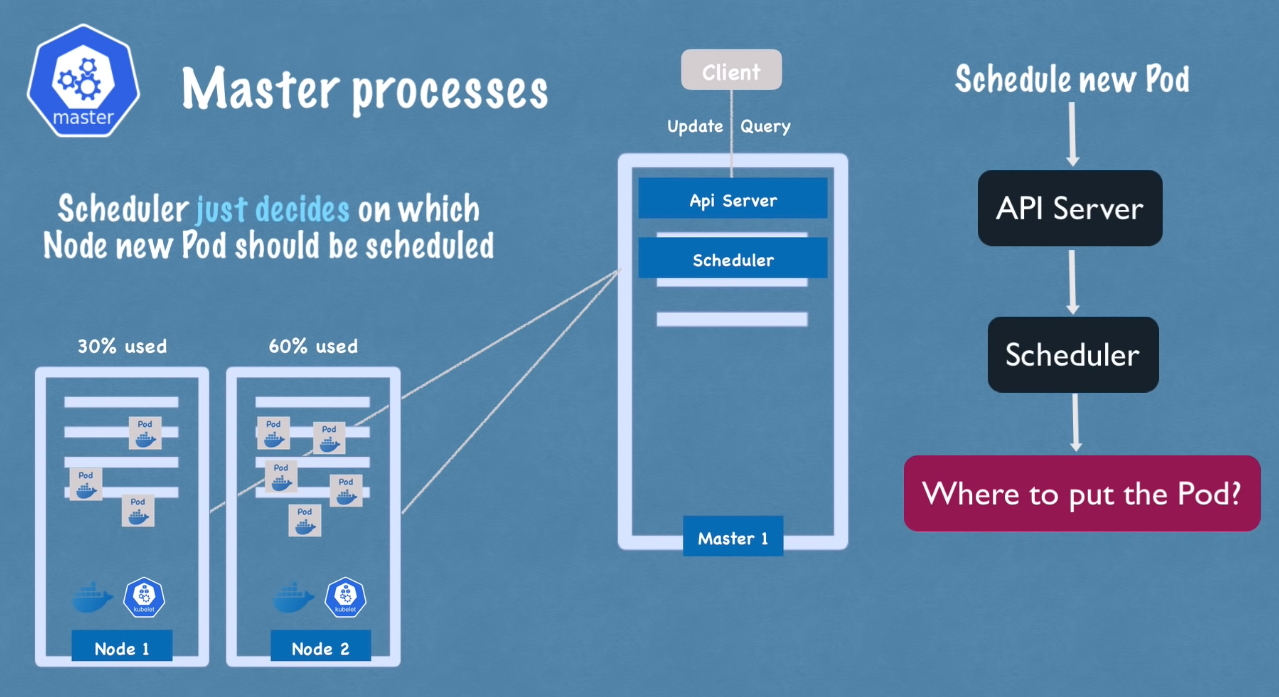 master
Master processes
Scheduler just decides on which
Node new Pod should be scheduled
30% used
60% used
Pod
Pod
Pod
kubelet
Node 1
Pod
Pod
Pod
Pod
Pod
kubelet
Node 2
Client
Update
Query
Api Server
Scheduler
Master 1
Schedule new Pod
API Server
Scheduler
Where to put the Pod?